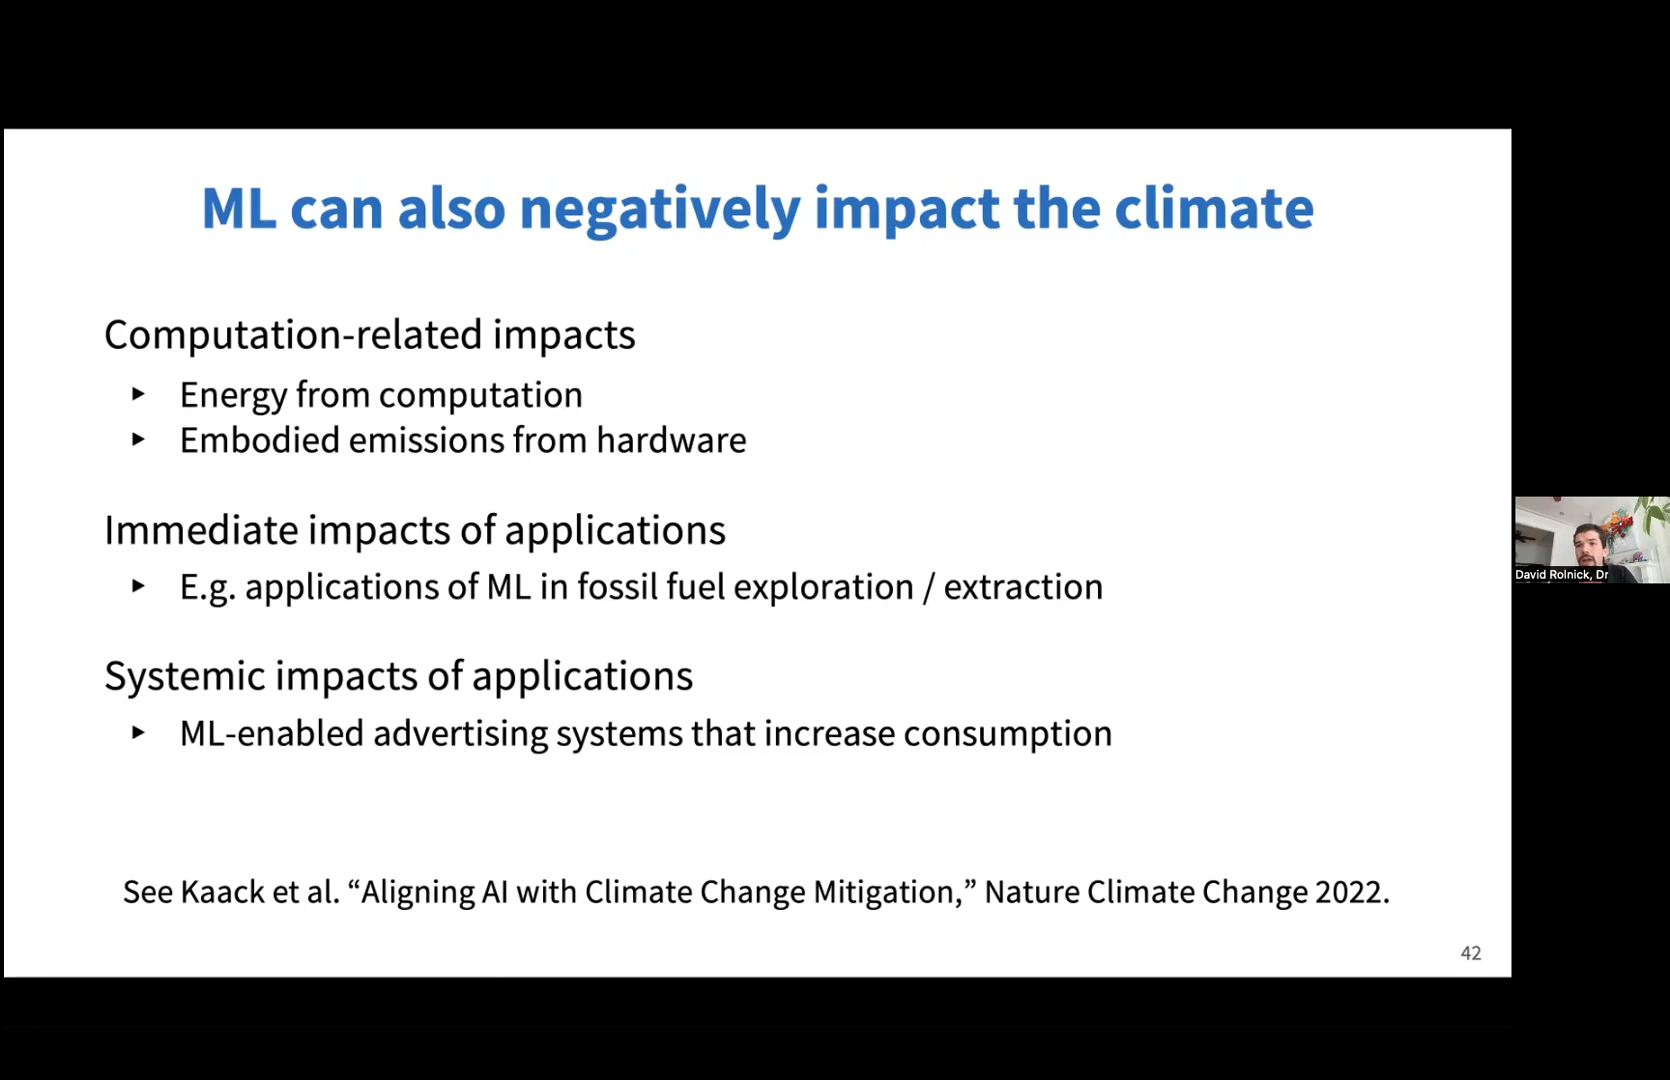 ML can also negatively impact the climate
Computation-related impacts
▸ Energy from computation
▸ Embodied emissions from hardware
Immediate impacts of applications
▸ E.g. applications of ML in fossil fuel exploration / extraction
Systemic impacts of applications
▸ ML-enabled advertising systems that increase consumption
See Kaack et al. “Aligning AI with Climate Change Mitigation,” Nature Climate Change 2022.
42
David Rolnick, Dr